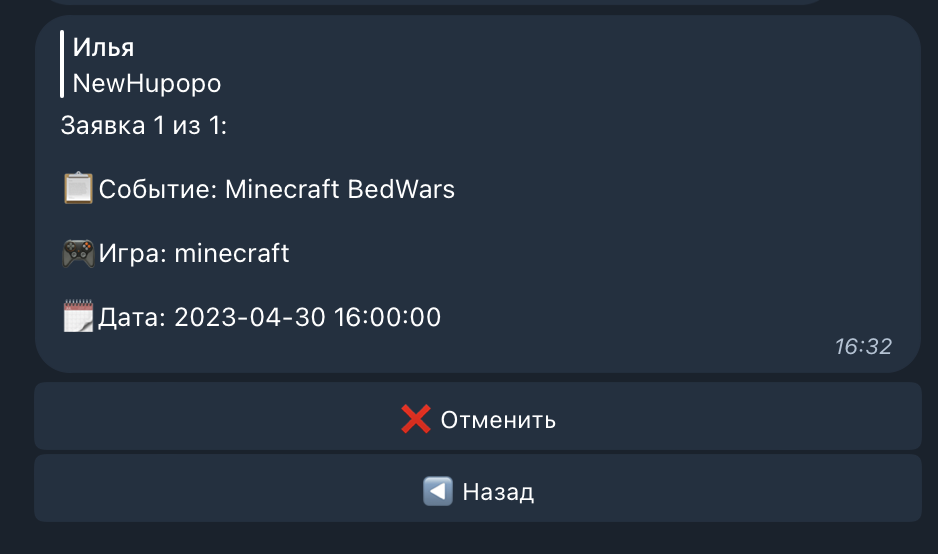 Илья
NewHupopo
Заявка 1 из 1:
📋Событие: Minecraft BedWars
🎮Игра: minecraft
🗓Дата: 2023-04-30 16:00:00
16:32
❌ Отменить
◀️ Назад